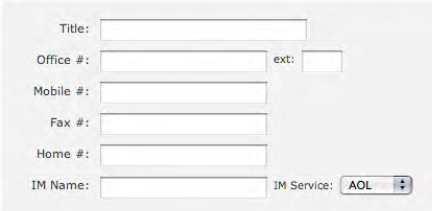 Title:
Office #: ext:
Mobile #:
Fax #:
Home #:
IM Name: IM Service: AOL